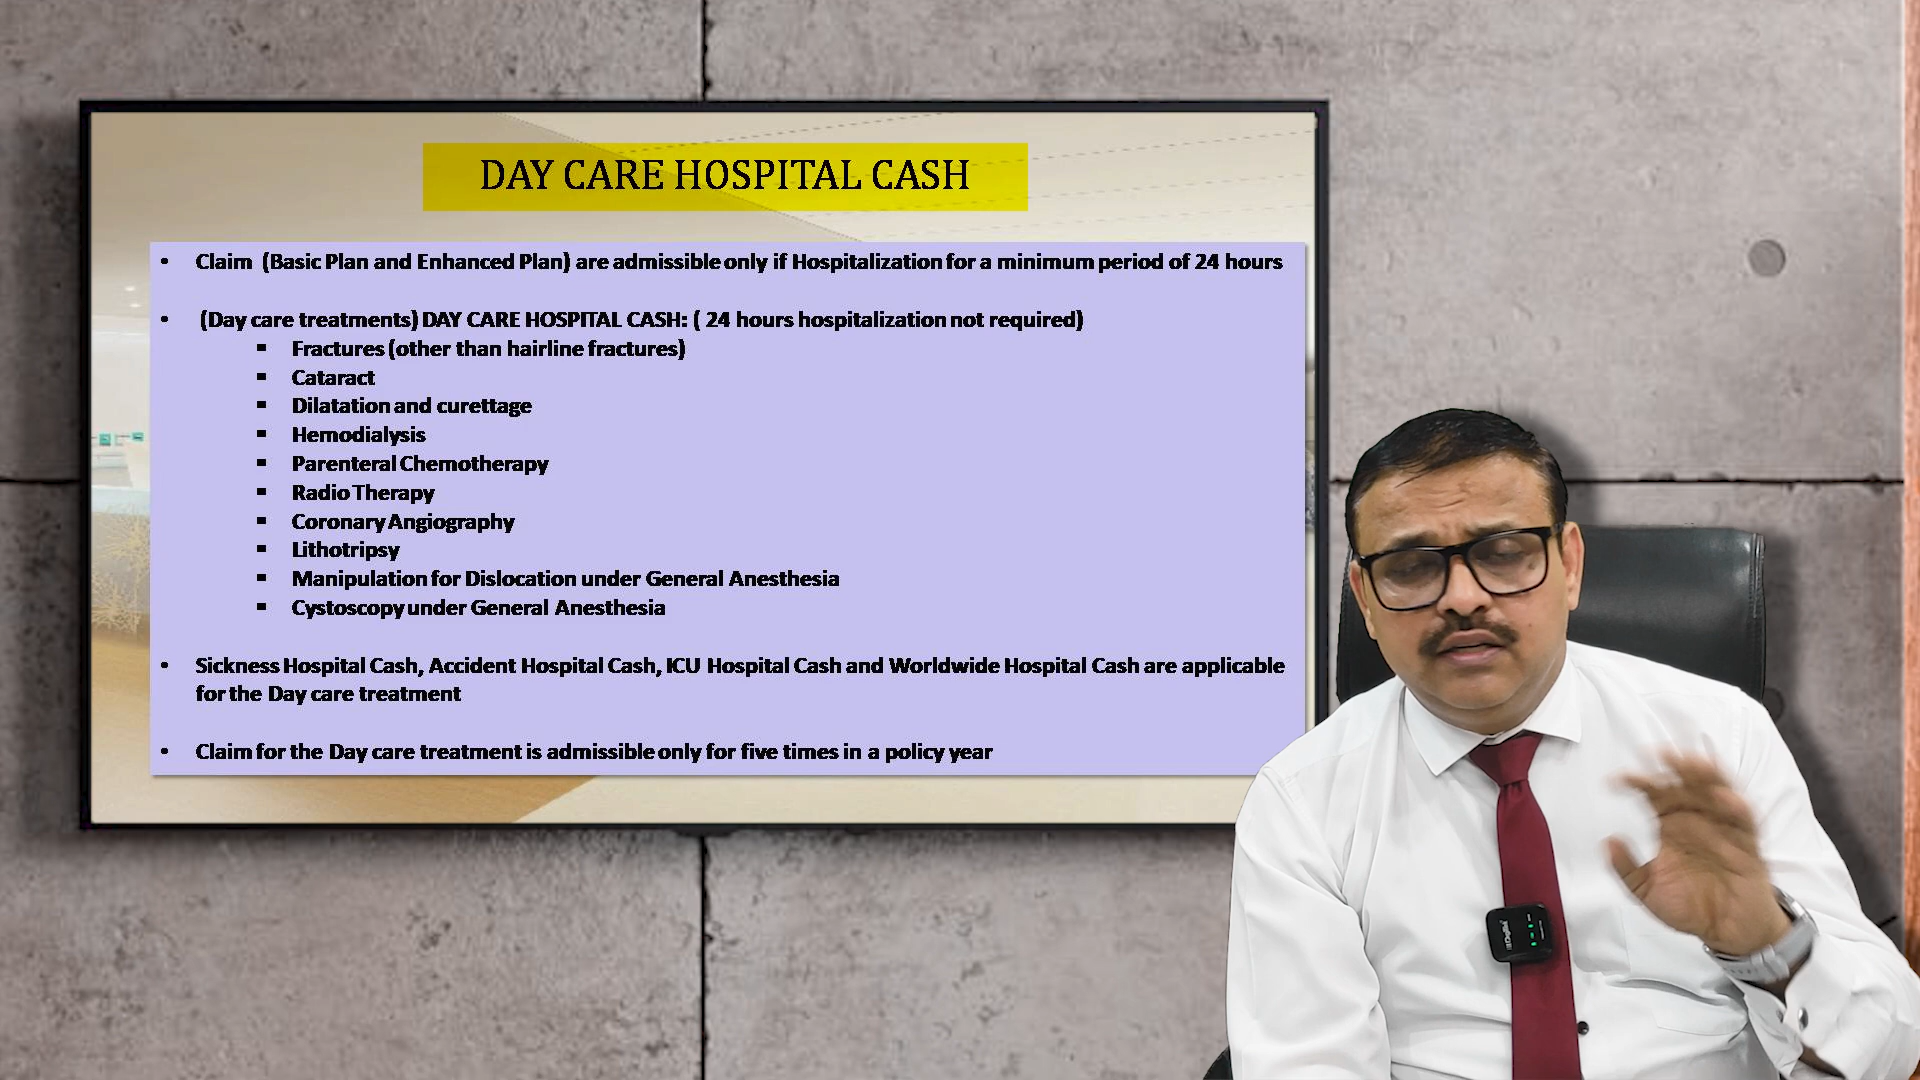 DAY CARE HOSPITAL CASH
• Claim (Basic Plan and Enhanced Plan) are admissible only if Hospitalization for a minimum period of 24 hours
• (Day care treatments) DAY CARE HOSPITAL CASH: ( 24 hours hospitalization not required)
▪ Fractures (other than hairline fractures)
▪ Cataract
▪ Dilatation and curettage
▪ Hemodialysis
▪ Parenteral Chemotherapy
▪ Radio Therapy
▪ Coronary Angiography
▪ Lithotripsy
▪ Manipulation for Dislocation under General Anesthesia
▪ Cystoscopy under General Anesthesia
• Sickness Hospital Cash, Accident Hospital Cash, ICU Hospital Cash and Worldwide Hospital Cash are applicable
for the Day care treatment
• Claim for the Day care treatment is admissible only for five times in a policy year